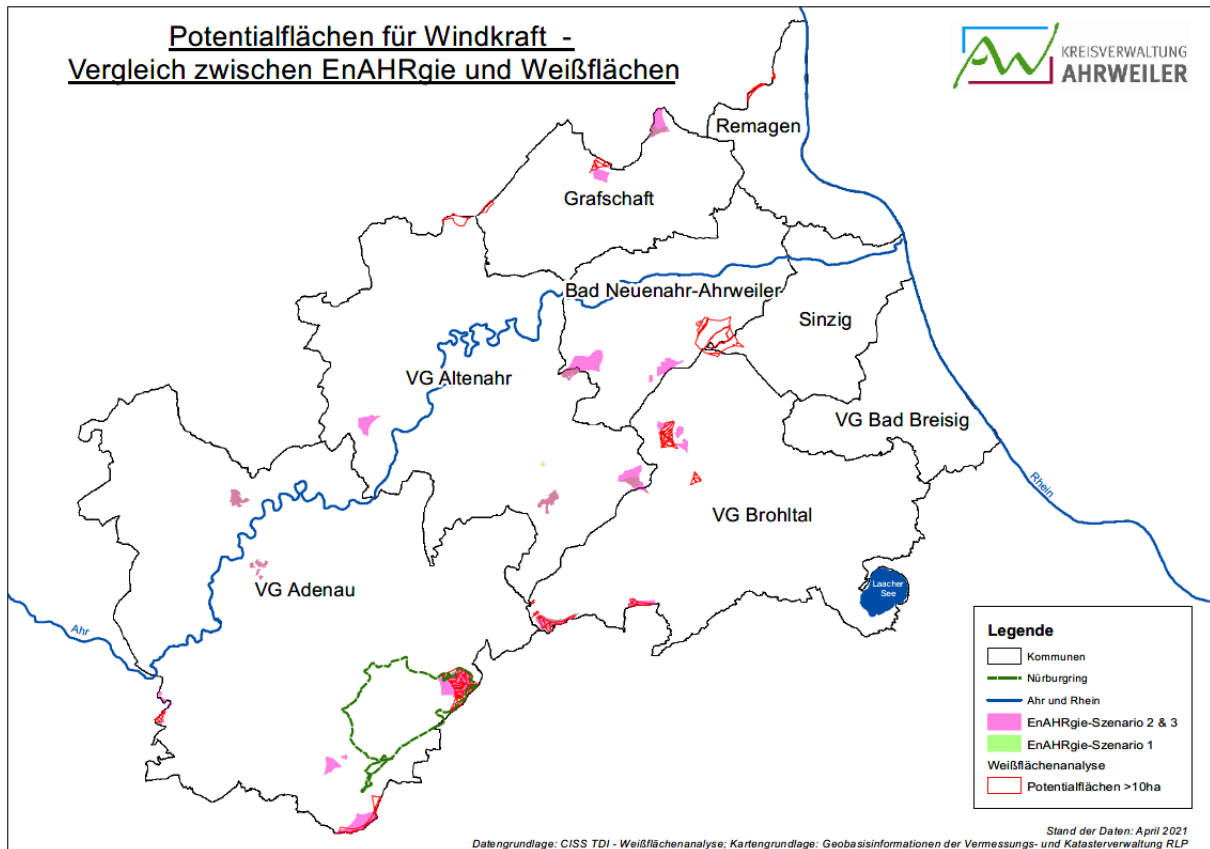 Potentialflächen für Windkraft -
Vergleich zwischen EnAHRgie und Weißflächen
KREISVERWALTUNG
AHRWEILER
Remagen
Grafschaft
Bad Neuenahr-Ahrweiler
Sinzig
VG Altenahr
VG Bad Breisig
Rhein
VG Brohltal
VG Adenau
Laacher
See
Ahr
Legende
Kommunen
Nürburgring
Ahr und Rhein
EnAHRgie-Szenario 2 & 3
EnAHRgie-Szenario 1
Weißflächenanalyse
Potentialflächen >10ha
Stand der Daten: April 2021
Datengrundlage: CISS TDI - Weißflächenanalyse; Kartengrundlage: Geobasisinformationen der Vermessungs- und Katasterverwaltung RLP